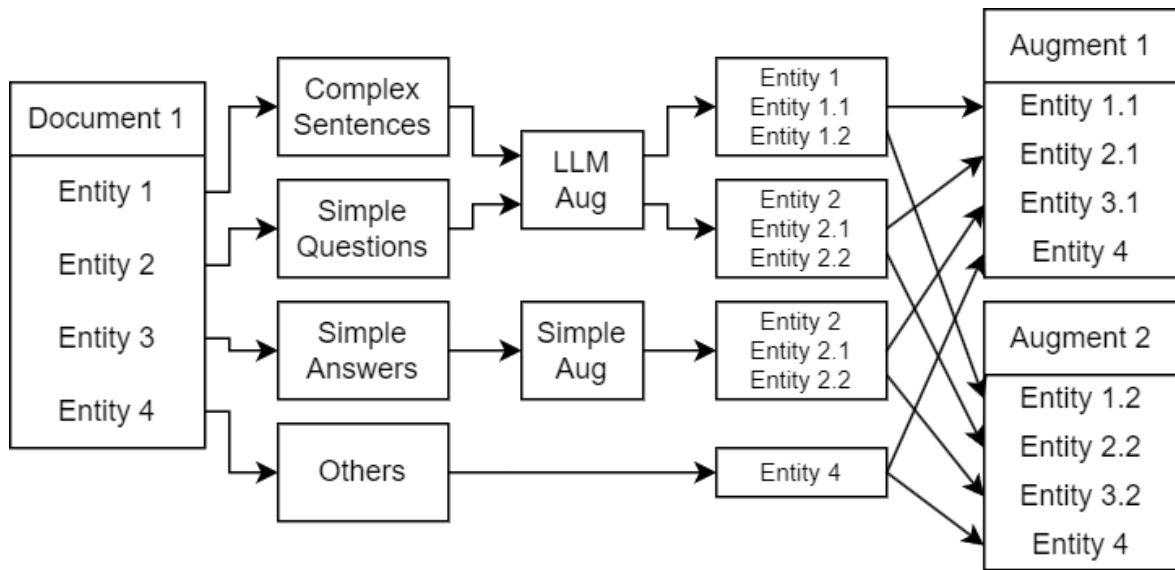 Document 1
Entity 1
Entity 2
Entity 3
Entity 4
Complex
Sentences
Simple
Questions
Simple
Answers
Others
LLM
Aug
Simple
Aug
Entity 1
Entity 1.1
Entity 1.2
Entity 2
Entity 2.1
Entity 2.2
Entity 2
Entity 2.1
Entity 2.2
Entity 4
Augment 1
Entity 1.1
Entity 2.1
Entity 3.1
Entity 4
Augment 2
Entity 1.2
Entity 2.2
Entity 3.2
Entity 4